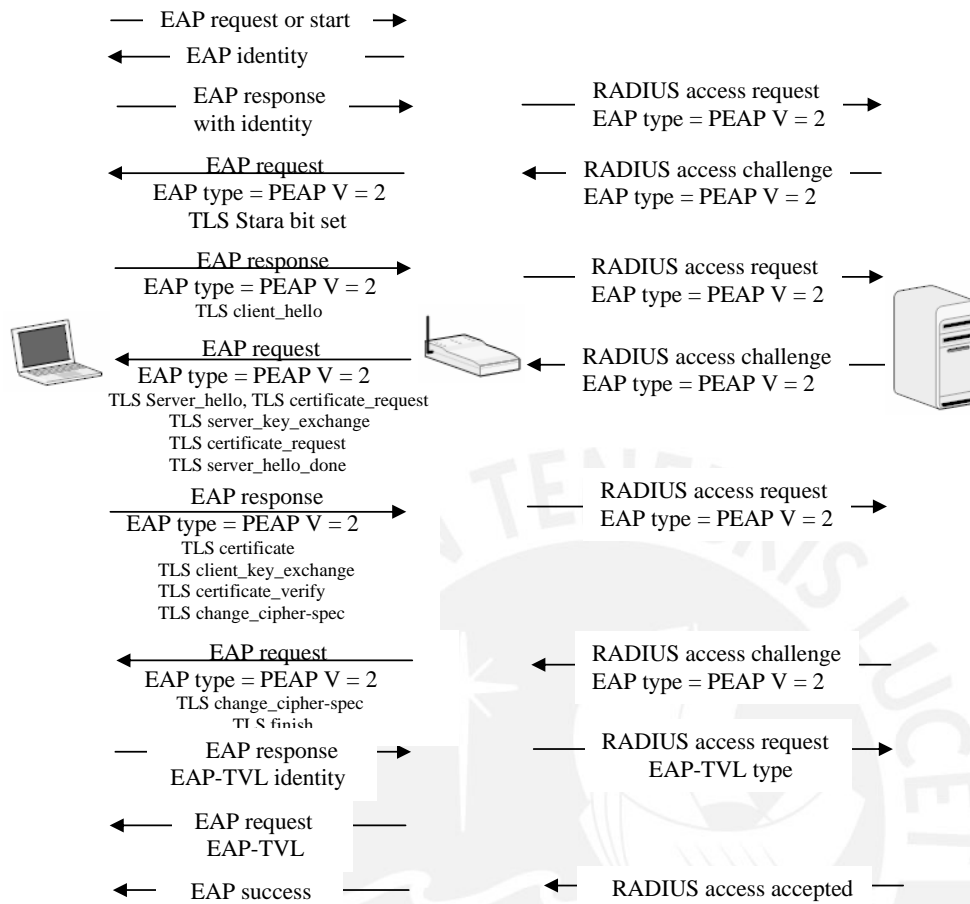 EAP request or start
EAP identity
EAP response
with identity
RADIUS access request
EAP type = PEAP V = 2
EAP request
EAP type = PEAP V = 2
TLS Stara bit set
RADIUS access challenge
EAP type = PEAP V = 2
EAP response
EAP type = PEAP V = 2
TLS client_hello
RADIUS access request
EAP type = PEAP V = 2
EAP request
EAP type = PEAP V = 2
TLS Server_hello, TLS certificate_request
TLS server_key_exchange
TLS certificate_request
TLS server_hello_done
RADIUS access challenge
EAP type = PEAP V = 2
EAP response
EAP type = PEAP V = 2
TLS certificate
TLS client_key_exchange
TLS certificate_verify
TLS change_cipher-spec
RADIUS access request
EAP type = PEAP V = 2
EAP request
EAP type = PEAP V = 2
TLS change_cipher-spec
TLS finish
RADIUS access challenge
EAP type = PEAP V = 2
EAP response
EAP-TVL identity
RADIUS access request
EAP-TVL type
EAP request
EAP-TVL
EAP success
RADIUS access accepted